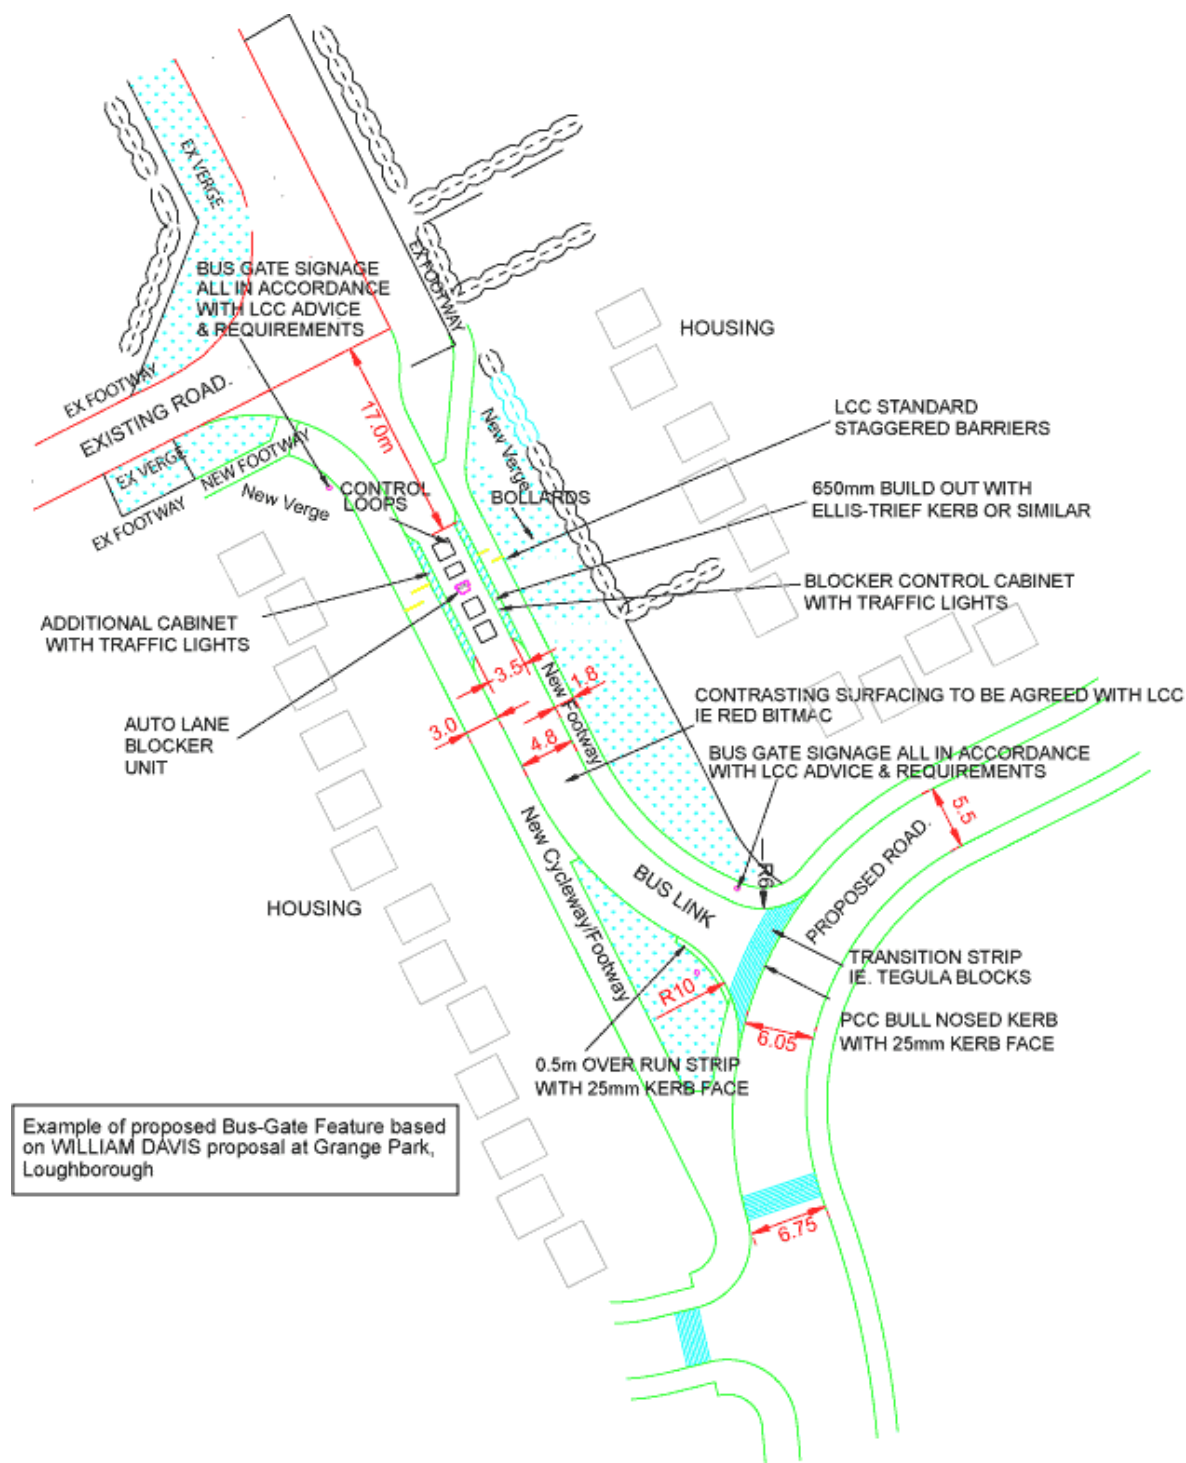 EX VERGE
BUS GATE SIGNAGE
ALL IN ACCORDANCE
WITH LCC ADVICE
& REQUIREMENTS
EX FOOTWAY
HOUSING
EX FOOTWAY
EXISTING ROAD.
17.0m
LCC STANDARD
STAGGERED BARRIERS
EX VERGE
NEW FOOTWAY
New Verge
EX FOOTWAY
CONTROL
LOOPS
New Verge
BOLLARDS
650mm BUILD OUT WITH
ELLIS-TRIEF KERB OR SIMILAR
BLOCKER CONTROL CABINET
WITH TRAFFIC LIGHTS
ADDITIONAL CABINET
WITH TRAFFIC LIGHTS
3.5
1.8
New Footway
CONTRASTING SURFACING TO BE AGREED WITH LCC
IE RED BITMAC
AUTO LANE
BLOCKER
UNIT
3.0
4.8
BUS GATE SIGNAGE ALL IN ACCORDANCE
WITH LCC ADVICE & REQUIREMENTS
5.5
New Cycleway/Footway
BUS LINK
R6
PROPOSED ROAD.
HOUSING
TRANSITION STRIP
IE. TEGULA BLOCKS
R10
PCC BULL NOSED KERB
WITH 25mm KERB FACE
6.05
0.5m OVER RUN STRIP
WITH 25mm KERB FACE
Example of proposed Bus-Gate Feature based
on WILLIAM DAVIS proposal at Grange Park,
Loughborough
6.75